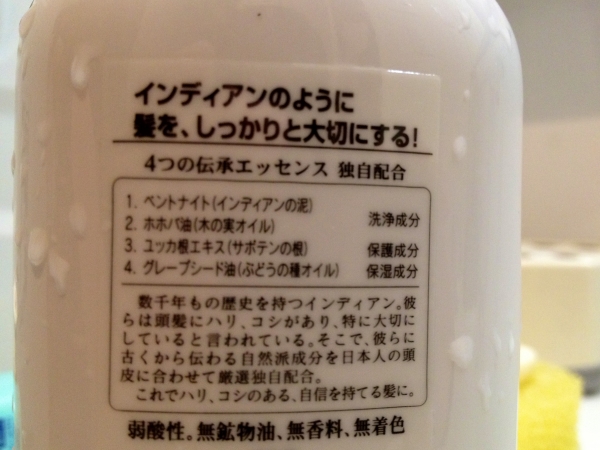 インディアンのように
髪を、しっかりと大切にする!
4つの伝承エッセンス 独自配合
1. ベントナイト(インディアンの泥)
2. ホホバ油(木の実オイル) 洗浄成分
3. ユッカ根エキス(サボテンの根) 保護成分
4. グレープシード油(ぶどうの種オイル) 保湿成分
数千年もの歴史を持つインディアン。彼
らは頭髪にハリ、コシがあり、特に大切に
していると言われている。そこで、彼らに
古くから伝わる自然派成分を日本人の頭
皮に合わせて厳選独自配合。
これでハリ、コシのある、自信を持てる髪に。
弱酸性。無鉱物油、無香料、無着色